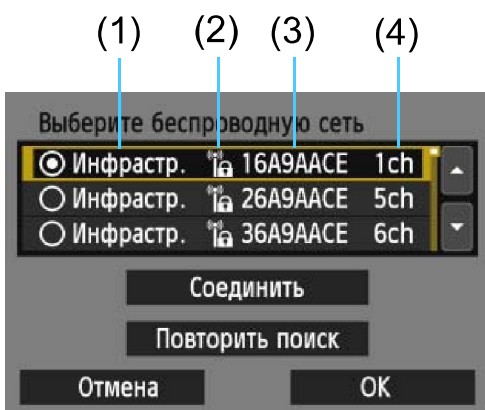 (1) (2) (3) (4)
Выберите беспроводную сеть
Инфрастр. 16A9AACE 1ch
Инфрастр. 26A9AACE 5ch
Инфрастр. 36A9AACE 6ch
Соединить
Повторить поиск
Отмена OK